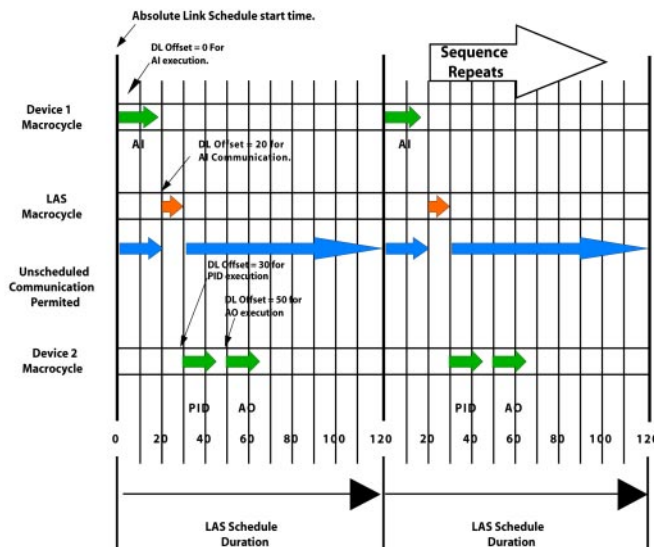 Absolute Link Schedule start time.
DL Offset = 0 For
AI execution.
Sequence
Repeats
Device 1
Macrocycle
AI
AI
DL Offset = 20 for
AI Communication.
LAS
Macrocycle
Unscheduled
Communication
Permited
DL Offset = 30 for
PID execution
DL Offset = 50 for
AO execution
Device 2
Macrocycle
PID AO PID AO
0 20 40 60 80 100 120 20 40 60 80 100 120
LAS Schedule
Duration
LAS Schedule
Duration